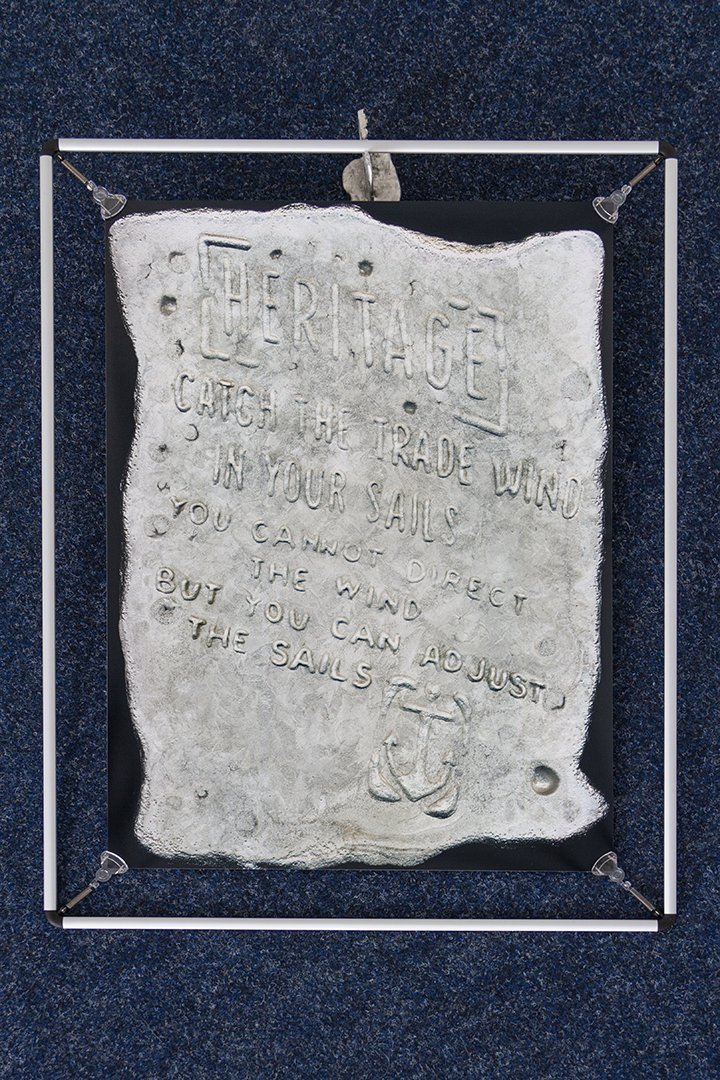 HERITAGE
CATCH THE TRADE WIND
IN YOUR SAILS
YOU CANNOT DIRECT
THE WIND
BUT YOU CAN ADJUST
THE SAILS